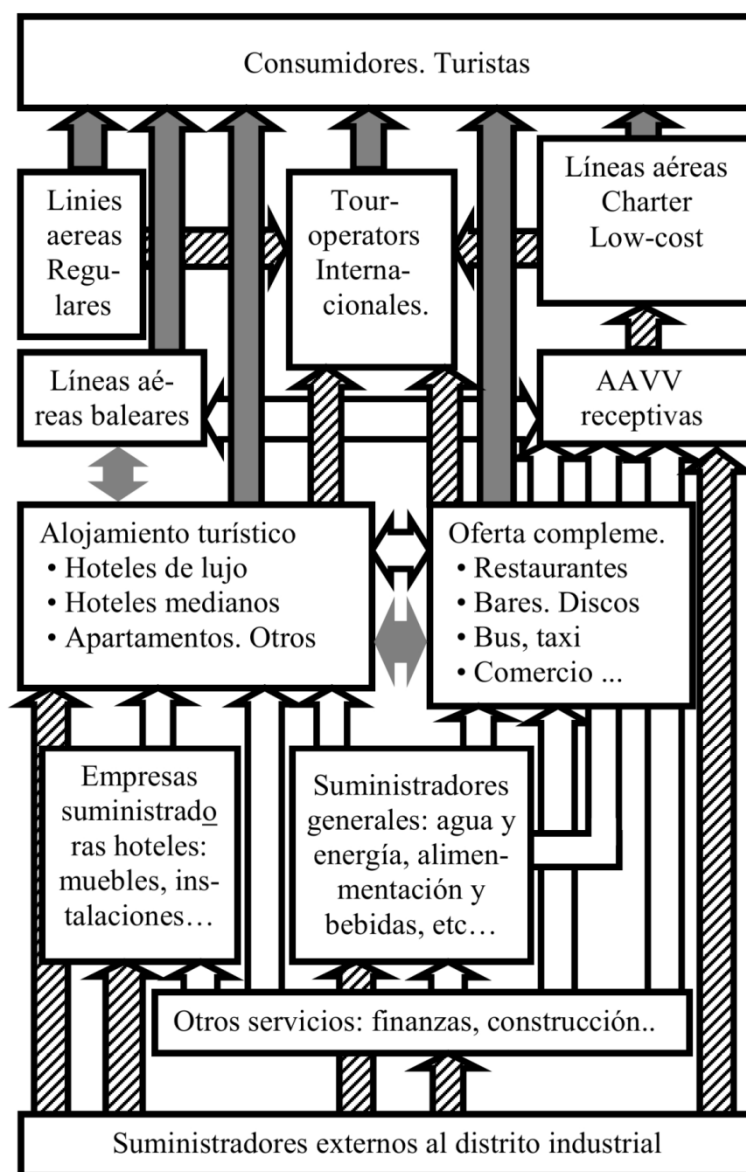 Consumidores. Turistas
Linies
aereas
Regu-
lares
Tour-
operators
Interna-
cionales.
Líneas aéreas
Charter
Low-cost
Líneas aé-
reas baleares
AAVV
receptivas
Alojamiento turístico
• Hoteles de lujo
• Hoteles medianos
• Apartamentos. Otros
Oferta compleme.
• Restaurantes
• Bares. Discos
• Bus, taxi
• Comercio ...
Empresas
suministrado
ras hoteles:
muebles, ins-
talaciones…
Suministradores
generales: agua y
energía, alimen-
mentación y
bebidas, etc…
Otros servicios: finanzas, construcción..
Suministradores externos al distrito industrial